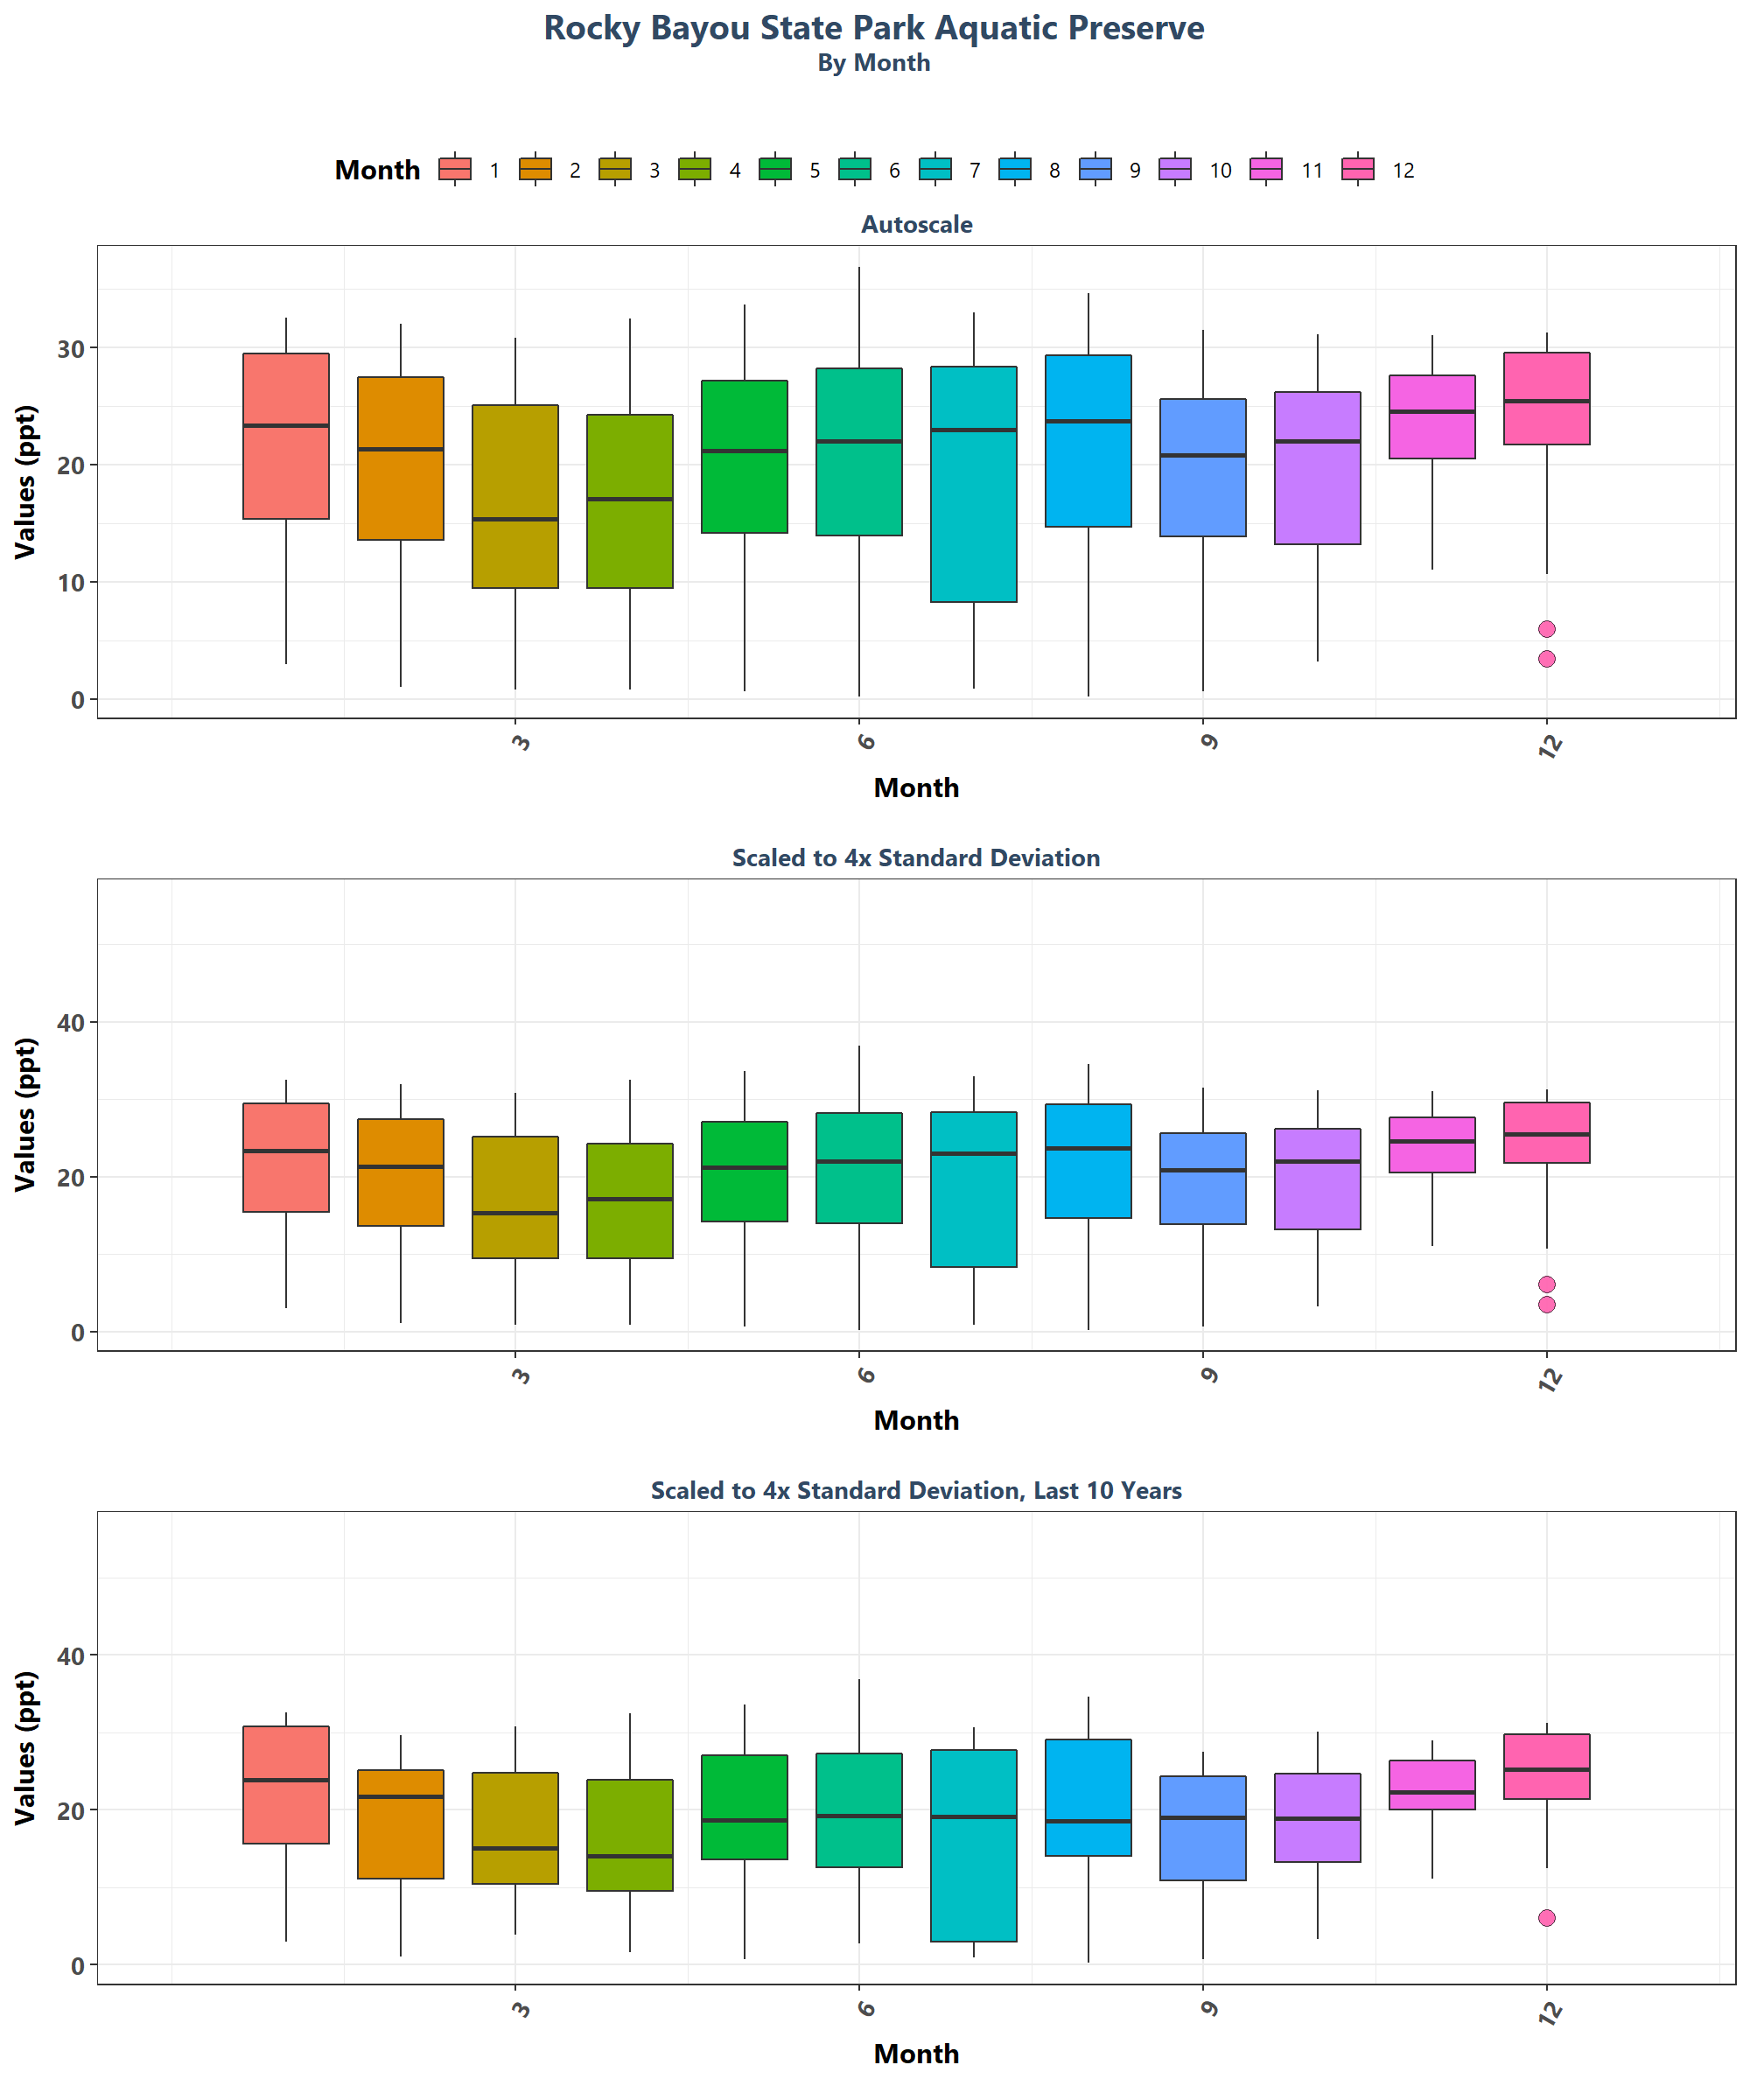 Rocky Bayou State Park Aquatic Preserve
By Month
Month 1 2 3 4 5 6 7 8 9 10 11 12
Autoscale
Values (ppt)
30
20
10
0
3 6 9 12
Month
Scaled to 4x Standard Deviation
Values (ppt)
40
20
0
3 6 9 12
Month
Scaled to 4x Standard Deviation, Last 10 Years
Values (ppt)
40
20
0
3 6 9 12
Month